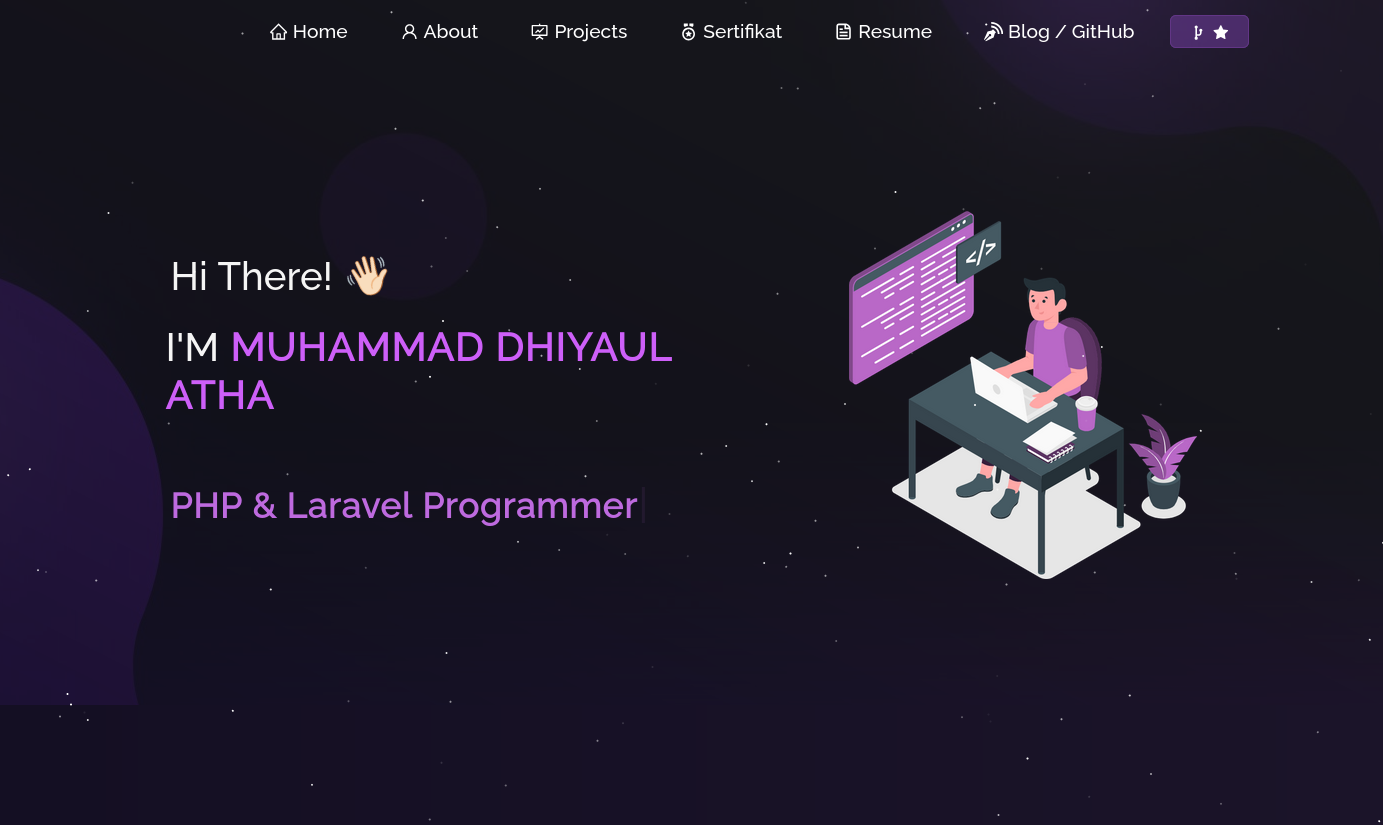 Home
About
Projects
Sertifikat
Resume
Blog / GitHub
Hi There! 👋🏻
I'M MUHAMMAD DHIYAUL
ATHA
</>
PHP & Laravel Programmer